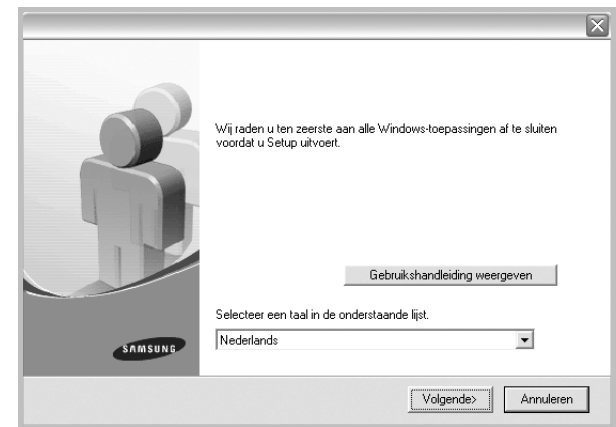 Wij raden u ten zeerste aan alle Windows-toepassingen af te sluiten
voordat u Setup uitvoert.
Gebruikshandleiding weergeven
Selecteer een taal in de onderstaande lijst.
Nederlands
SAMSUNG
Volgende>
Annuleren